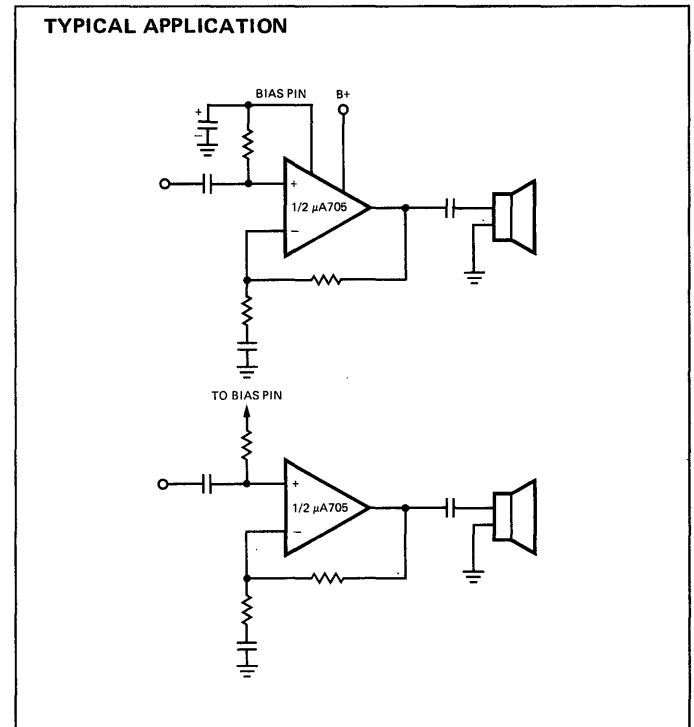 TYPICAL APPLICATION
BIAS PIN
B+
+
−
+
1/2 μA705
−
TO BIAS PIN
+
1/2 μA705
−